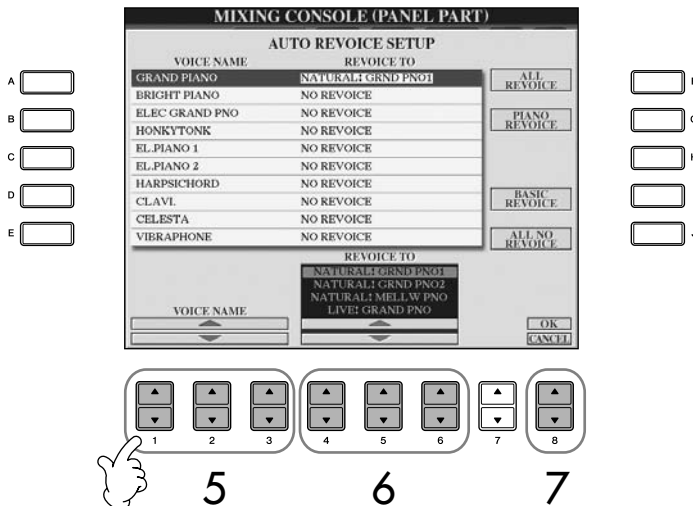 MIXING CONSOLE (PANEL PART)
AUTO REVOICE SETUP
VOICE NAME REVOICE TO
GRAND PIANO NATURAL! GRND PNO1
BRIGHT PIANO NO REVOICE
ELEC GRAND PNO NO REVOICE
HONKYTONK NO REVOICE
EL.PIANO 1 NO REVOICE
EL.PIANO 2 NO REVOICE
HARPSICHORD NO REVOICE
CLAVI. NO REVOICE
CELESTA NO REVOICE
VIBRAPHONE NO REVOICE
ALL
REVOICE
PIANO
REVOICE
BASIC
REVOICE
ALL NO
REVOICE
A
B
C
D
E
REVOICE TO
NATURAL! GRND PNO1
NATURAL! GRND PNO2
NATURAL! MELLW PNO
LIVE! GRAND PNO
VOICE NAME
OK
CANCEL
1 2 3 4 5 6 7 8
5 6 7